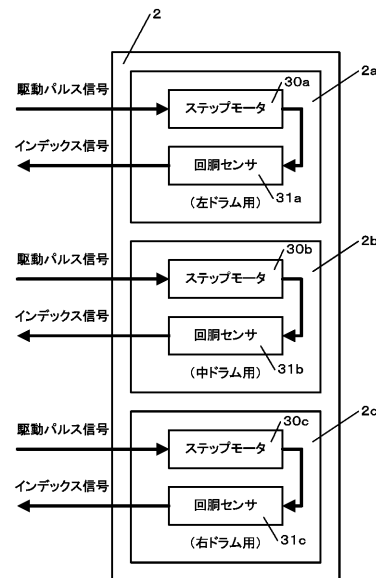 2
駆動パルス信号
30a
2a
ステップモータ
インデックス信号
回胴センサ
31a
(左ドラム用)
駆動パルス信号
30b
2b
ステップモータ
インデックス信号
回胴センサ
31b
(中ドラム用)
駆動パルス信号
30c
2c
ステップモータ
インデックス信号
回胴センサ
31c
(右ドラム用)